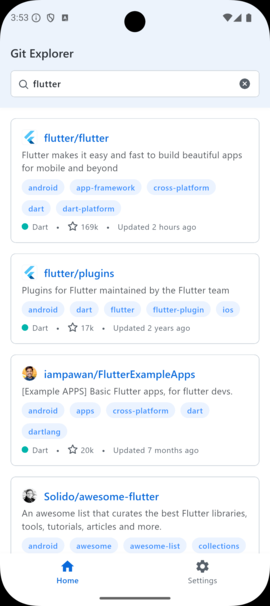 3:53
Git Explorer
flutter
flutter/flutter
Flutter makes it easy and fast to build beautiful apps
for mobile and beyond
android app-framework cross-platform
dart dart-platform
Dart • 169k • Updated 2 hours ago
flutter/plugins
Plugins for Flutter maintained by the Flutter team
android dart flutter flutter-plugin ios
Dart • 17k • Updated 2 years ago
iampawan/FlutterExampleApps
[Example APPS] Basic Flutter apps, for flutter devs.
android apps cross-platform dart
dartlang
Dart • 20k • Updated 7 months ago
Solido/awesome-flutter
An awesome list that curates the best Flutter libraries,
tools, tutorials, articles and more.
android awesome awesome-list collections
Home Settings